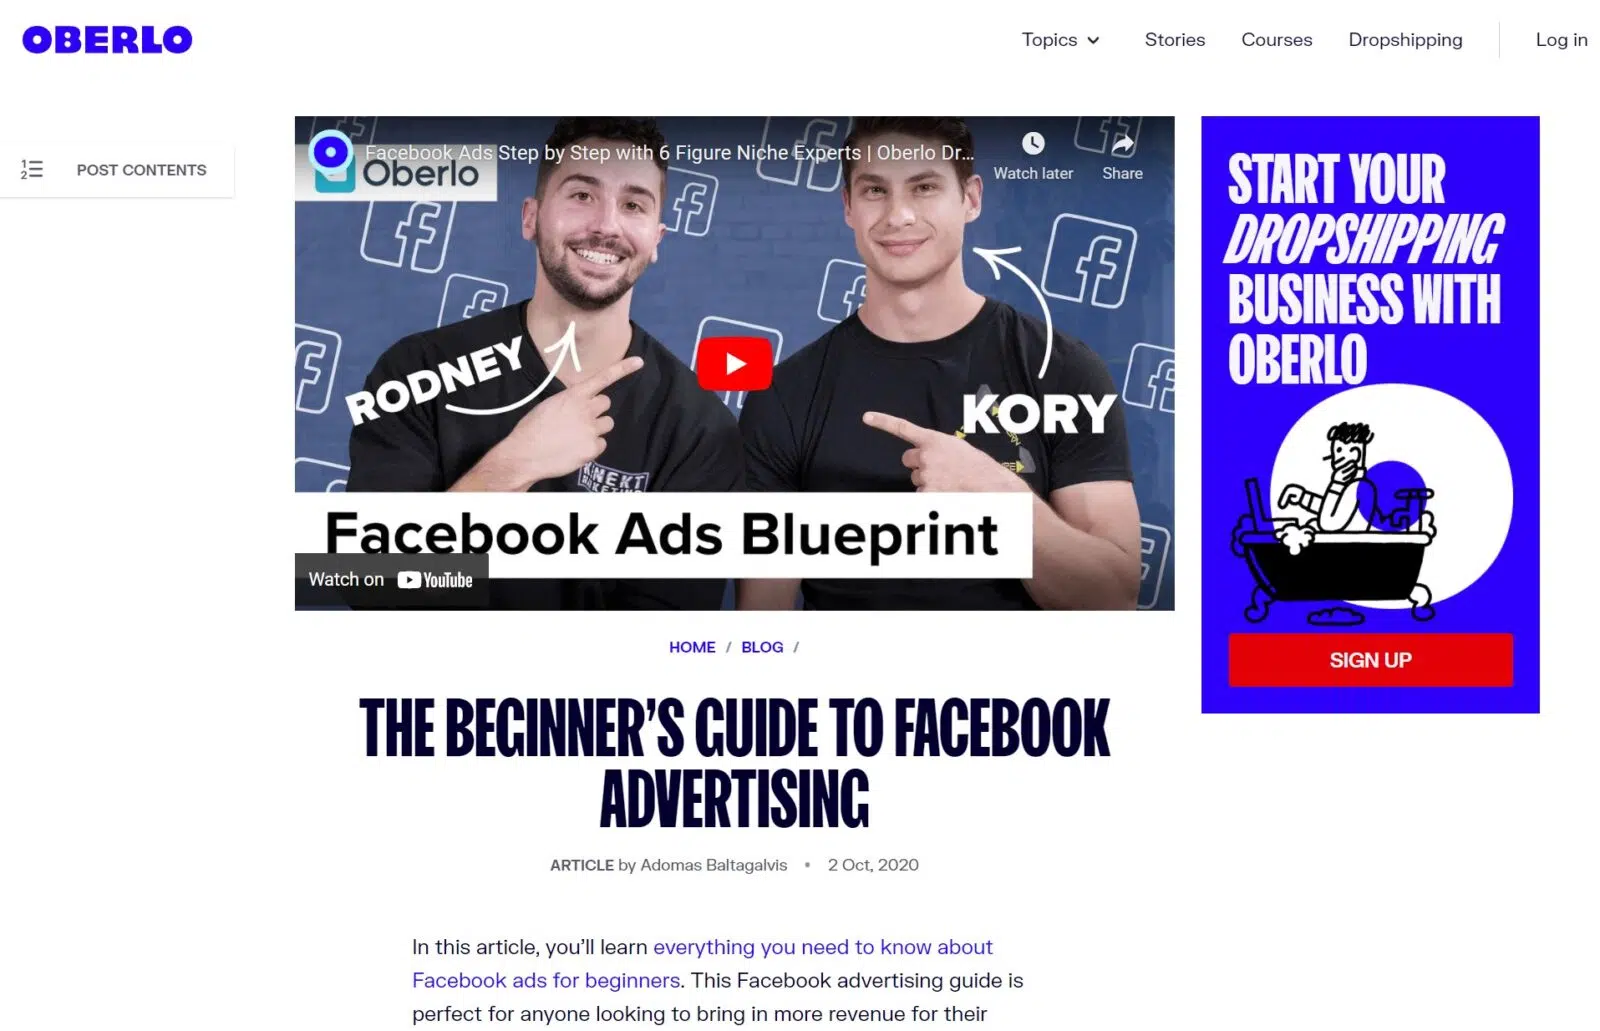 OBERLO
Topics
Stories
Courses
Dropshipping
Log in
POST CONTENTS
Facebook Ads Step by Step with 6 Figure Niche Experts | Oberlo Dr...
Watch later
Share
Oberlo
RODNEY
KORY
Facebook Ads Blueprint
Watch on YouTube
START YOUR
DROPSHIPPING
BUSINESS WITH
OBERLO
SIGN UP
HOME / BLOG /
THE BEGINNER’S GUIDE TO FACEBOOK
ADVERTISING
ARTICLE by Adomas Baltagalvis • 2 Oct, 2020
In this article, you’ll learn everything you need to know about
Facebook ads for beginners. This Facebook advertising guide is
perfect for anyone looking to bring in more revenue for their